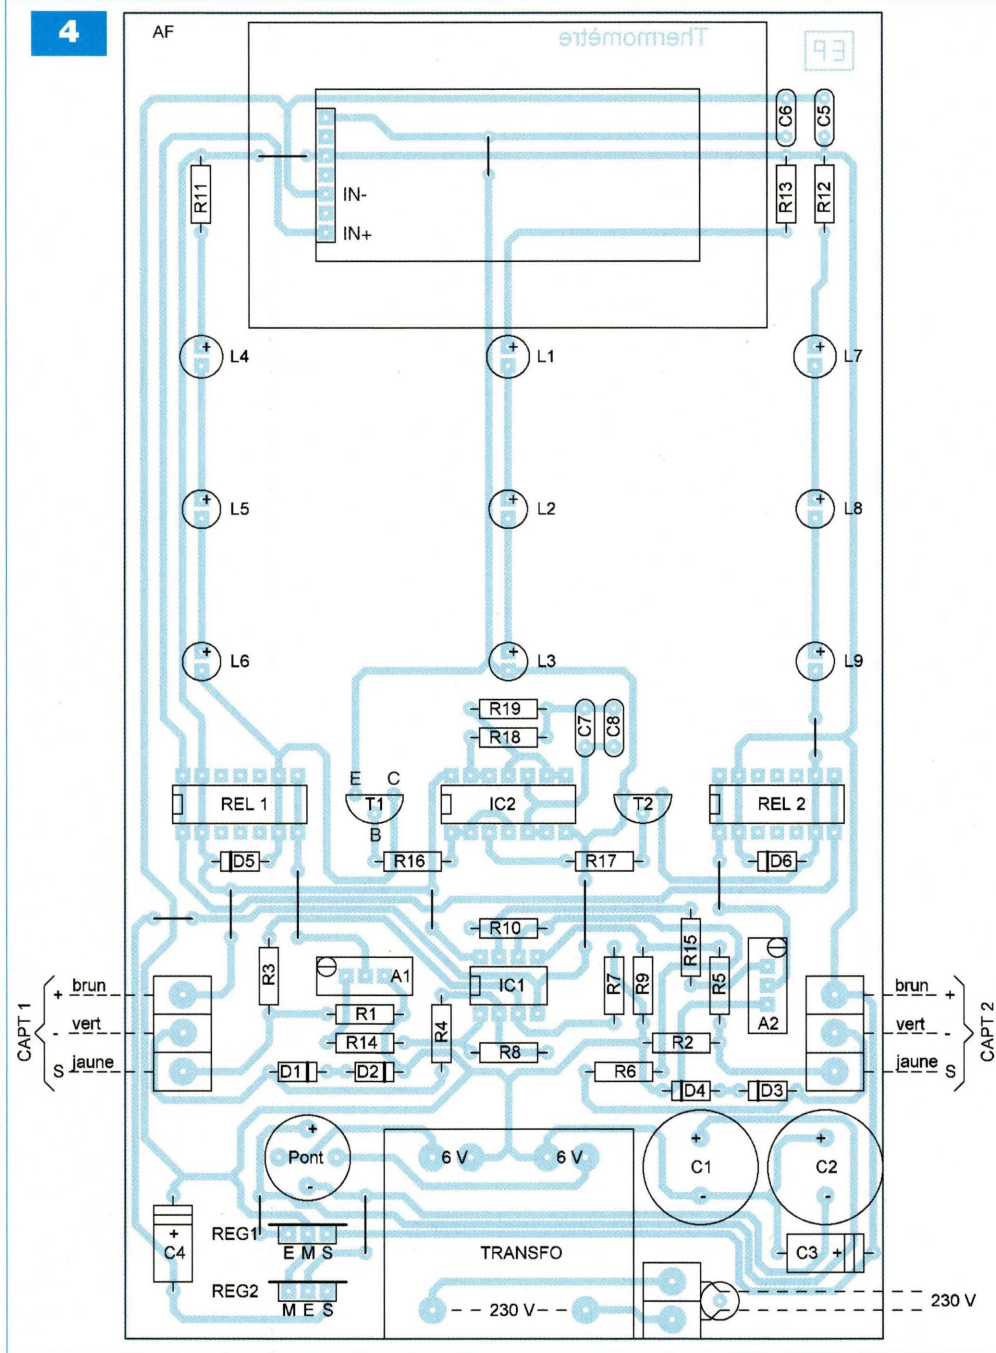 4
AF
Thermomètre
EP
C6
C5
R11
R13
R12
IN-
IN+
+ L4
+ L1
+ L7
+ L5
+ L2
+ L8
+ L6
+ L3
+ L9
R19
R18
C7
C8
E C
REL 1
T1
IC2
T2
REL 2
B
D5
R16
R17
D6
R10
R15
R3
A1
IC1
R7
R9
R5
A2
CAPT 1
+ brun
- vert
S jaune
R1
R14
R4
R8
R2
R6
D1
D2
D4
D3
brun +
vert -
jaune S
CAPT 2
+
Pont
-
6 V
6 V
+
C1
-
+
C2
-
+
C4
REG1
E M S
REG2
M E S
TRANSFO
230 V
C3 +
230 V